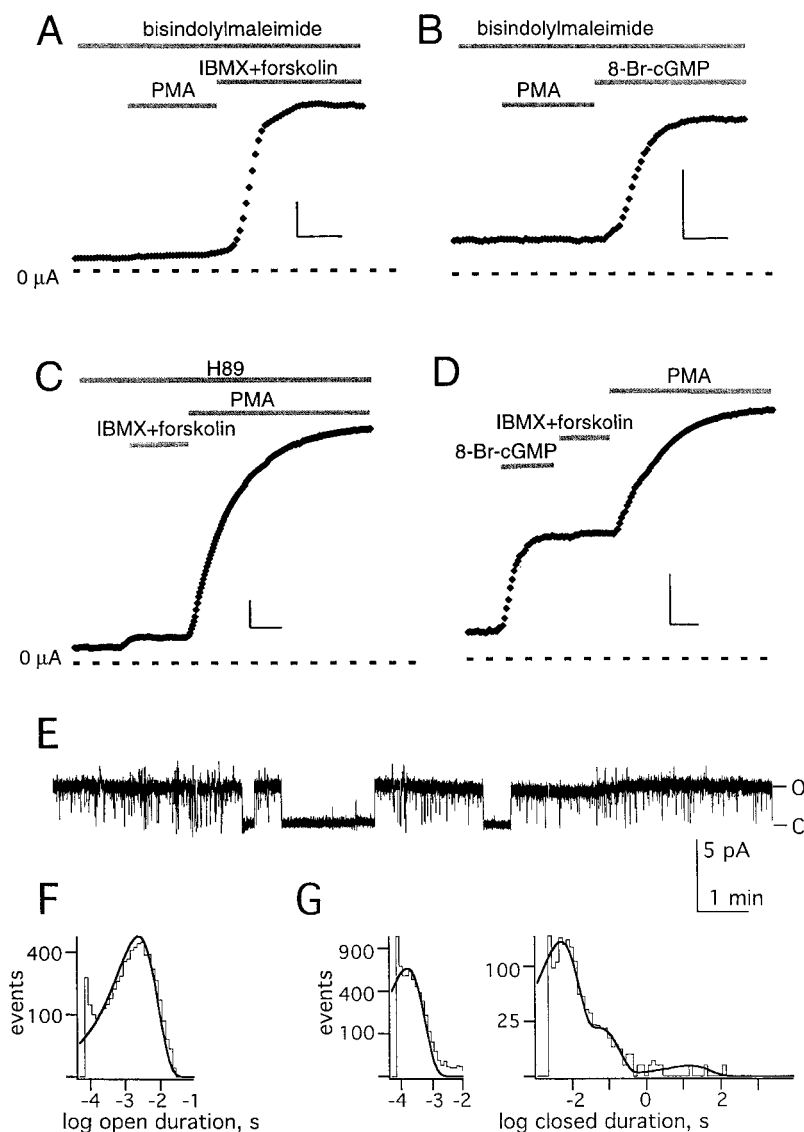 A
bisindolylmaleimide
IBMX+forskolin
PMA
0 µA
B
bisindolylmaleimide
8-Br-cGMP
PMA
C
H89
PMA
IBMX+forskolin
0 µA
D
PMA
IBMX+forskolin
8-Br-cGMP
E
O
C
5 pA
1 min
F
events
400
100
-4 -3 -2 -1
log open duration, s
G
events
900
400
100
-4 -3 -2
100
25
-2 0 2
log closed duration, s